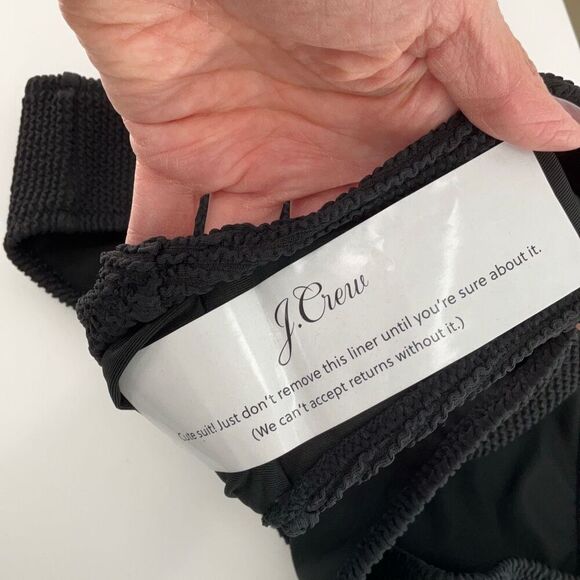 J.Crew
Cute suit! Just don't remove this liner until you're sure about it.
(We can't accept returns without it.)